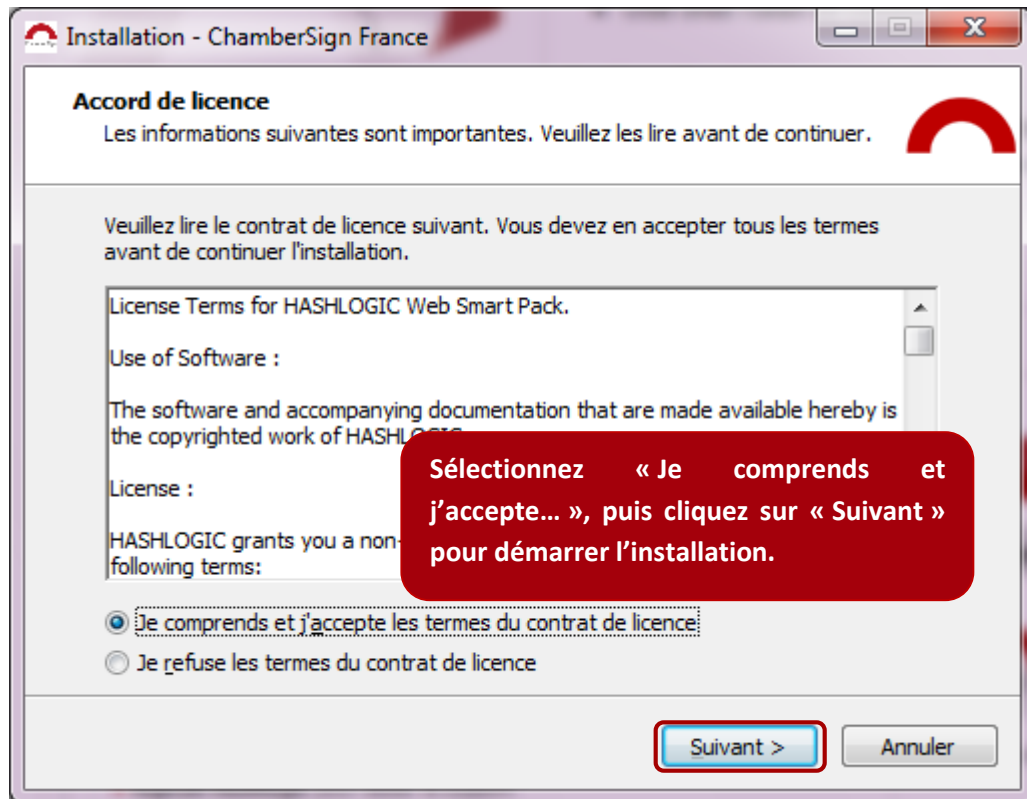 Installation - ChamberSign France
Accord de licence
Les informations suivantes sont importantes. Veuillez les lire avant de continuer.
Veuillez lire le contrat de licence suivant. Vous devez en accepter tous les termes
avant de continuer l'installation.
License Terms for HASHLOGIC Web Smart Pack.
Use of Software :
The software and accompanying documentation that are made available hereby is
the copyrighted work of HASHLOGIC
License :
HASHLOGIC grants you a non-
following terms:
Sélectionnez « Je comprends et
j’accepte… », puis cliquez sur « Suivant »
pour démarrer l’installation.
Je comprends et j'accepte les termes du contrat de licence
Je refuse les termes du contrat de licence
Suivant >
Annuler